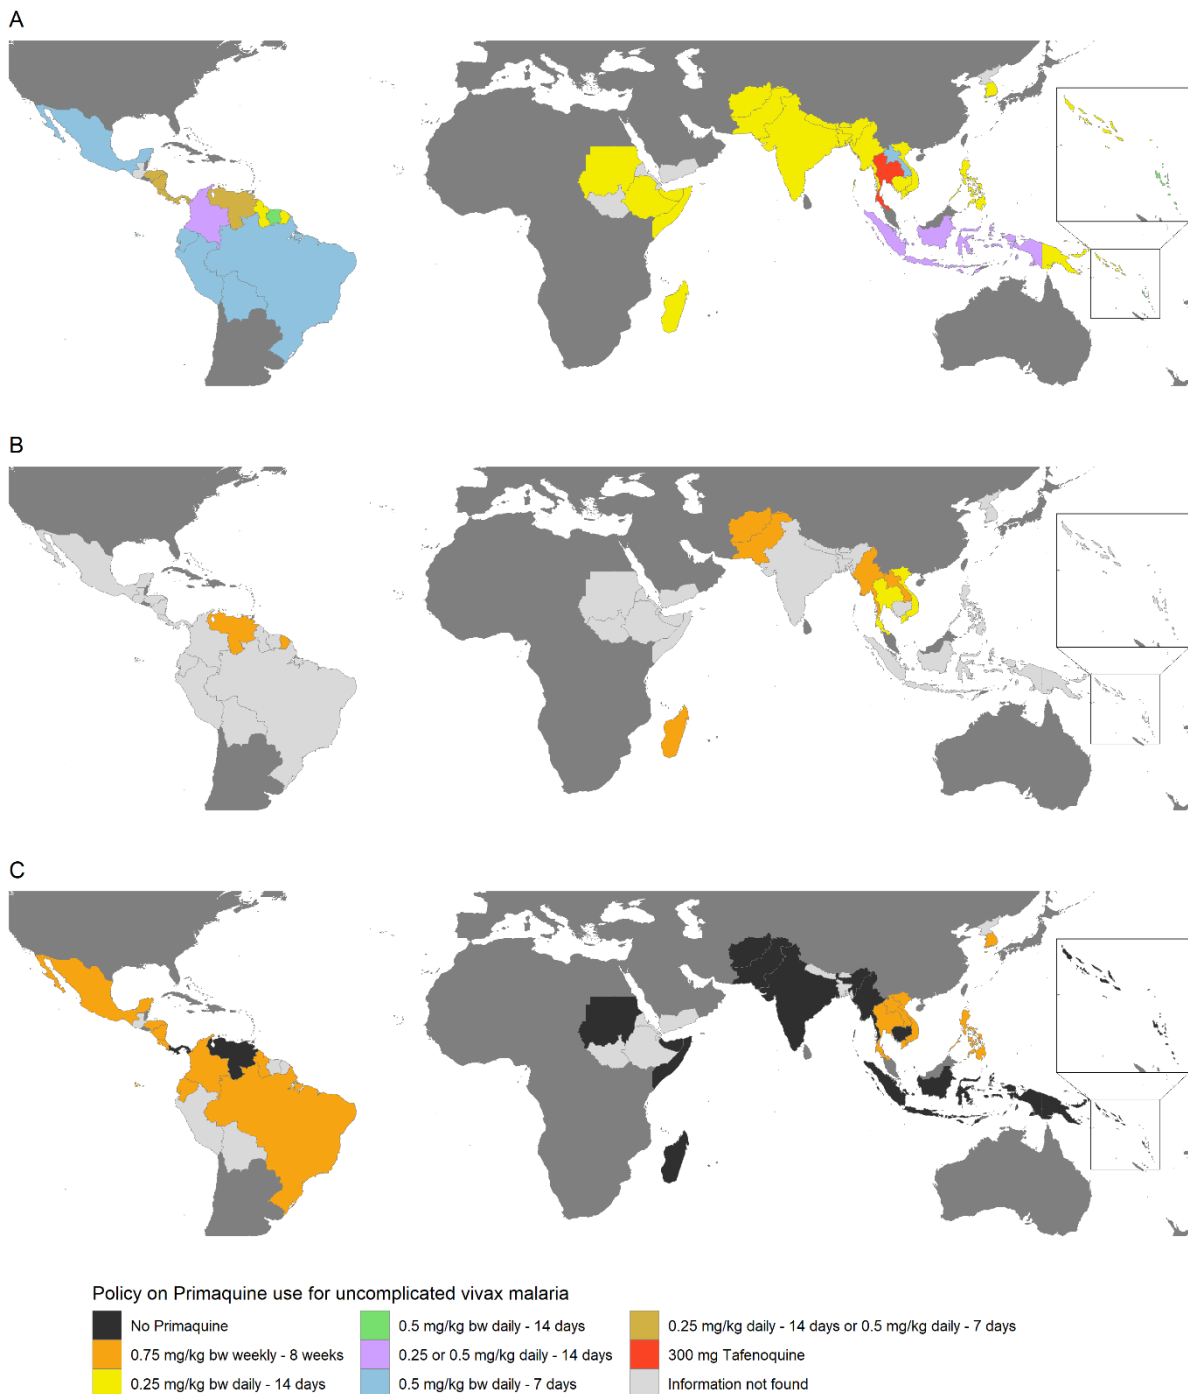 A
B
C
Policy on Primaquine use for uncomplicated vivax malaria
No Primaquine
0.75 mg/kg bw weekly - 8 weeks
0.25 mg/kg bw daily - 14 days
0.5 mg/kg bw daily - 14 days
0.25 or 0.5 mg/kg daily - 14 days
0.5 mg/kg bw daily - 7 days
0.25 mg/kg daily - 14 days or 0.5 mg/kg daily - 7 days
300 mg Tafenoquine
Information not found